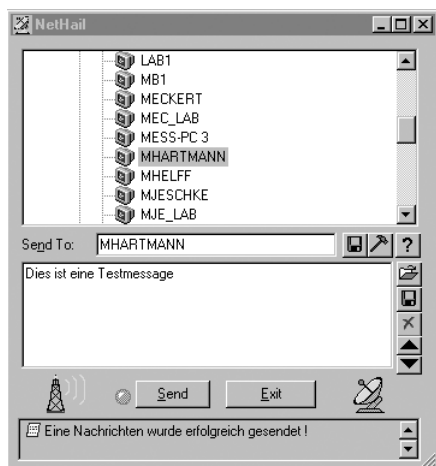 NetHail
LAB1
MB1
MECKERT
MEC_LAB
MESS-PC 3
MHARTMANN
MHELFF
MJESCHKE
MJE_LAB
Send To: MHARTMANN ?
Dies ist eine Testmessage
Send Exit
Eine Nachrichten wurde erfolgreich gesendet !